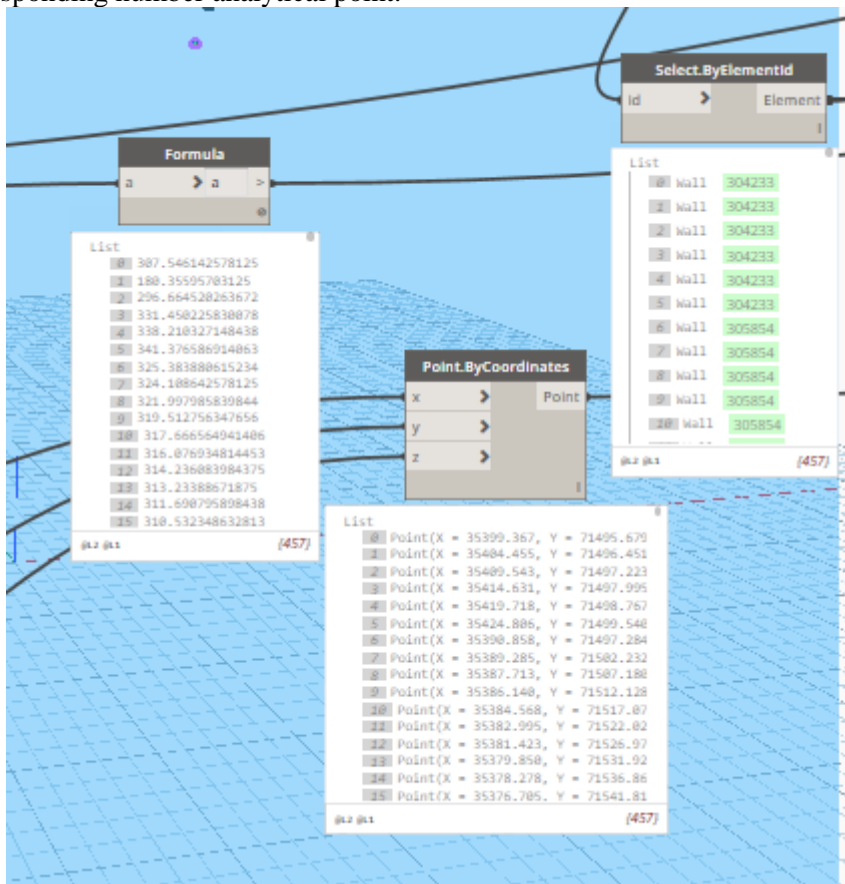 sponding number analytical point.
Select.ByElementId
id > Element
l
List
0 Wall 304233
1 Wall 304233
2 Wall 304233
3 Wall 304233
4 Wall 304233
5 Wall 304233
6 Wall 305854
7 Wall 305854
8 Wall 305854
9 Wall 305854
10 Wall 305854
@L2 @L1 {457}
Formula
a > a >
List
0 307.546142578125
1 180.35595703125
2 296.664520263672
3 331.450225830078
4 338.210327148438
5 341.376586914063
6 325.383880615234
7 324.108642578125
8 321.997985839844
9 319.512756347656
10 317.666564941406
11 316.076934814453
12 314.236083984375
13 313.23388671875
14 311.690795898438
15 310.532348632813
@L2 @L1 {457}
Point.ByCoordinates
x > Point
y >
z >
l
List
0 Point(X = 35399.367, Y = 71495.679
1 Point(X = 35404.455, Y = 71496.451
2 Point(X = 35409.543, Y = 71497.223
3 Point(X = 35414.631, Y = 71497.995
4 Point(X = 35419.718, Y = 71498.767
5 Point(X = 35424.806, Y = 71499.540
6 Point(X = 35390.858, Y = 71497.284
7 Point(X = 35389.285, Y = 71502.232
8 Point(X = 35387.713, Y = 71507.180
9 Point(X = 35386.140, Y = 71512.128
10 Point(X = 35384.568, Y = 71517.07
11 Point(X = 35382.995, Y = 71522.02
12 Point(X = 35381.423, Y = 71526.97
13 Point(X = 35379.850, Y = 71531.92
14 Point(X = 35378.278, Y = 71536.86
15 Point(X = 35376.705, Y = 71541.81
@L2 @L1 {457}